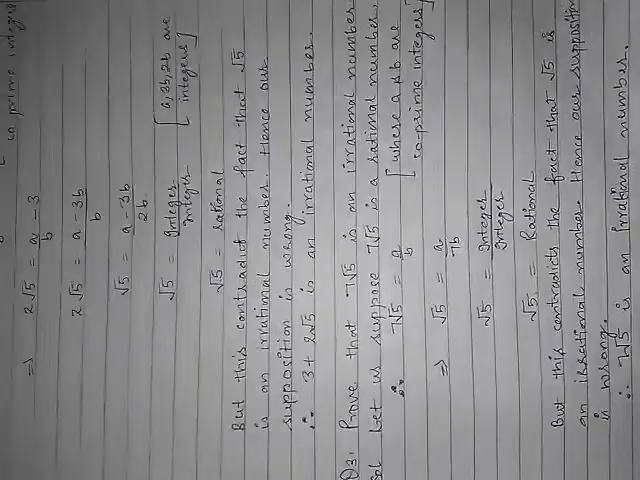 co prime integers
⇒ 2√5 = a/b - 3
2√5 = (a - 3b)/b
√5 = (a - 3b)/2b
√5 = Integer/Integer [a, 3b, 2b are integers]
√5 = rational
But this contradict the fact that √5
is an irrational number. Hence our
supposition is wrong.
∴ 3 + 2√5 is an irrational number.
Q3. Prove that 7√5 is an irrational number
Sol Let us suppose 7√5 is a rational number.
∴ 7√5 = a/b [where a & b are co-prime integers]
⇒ √5 = a/7b
√5 = Integer/Integer
√5 = Rational
But this contradicts the fact that √5 is
an irrational number. Hence our supposition
is wrong.
∴ 7√5 is an Irrational number.